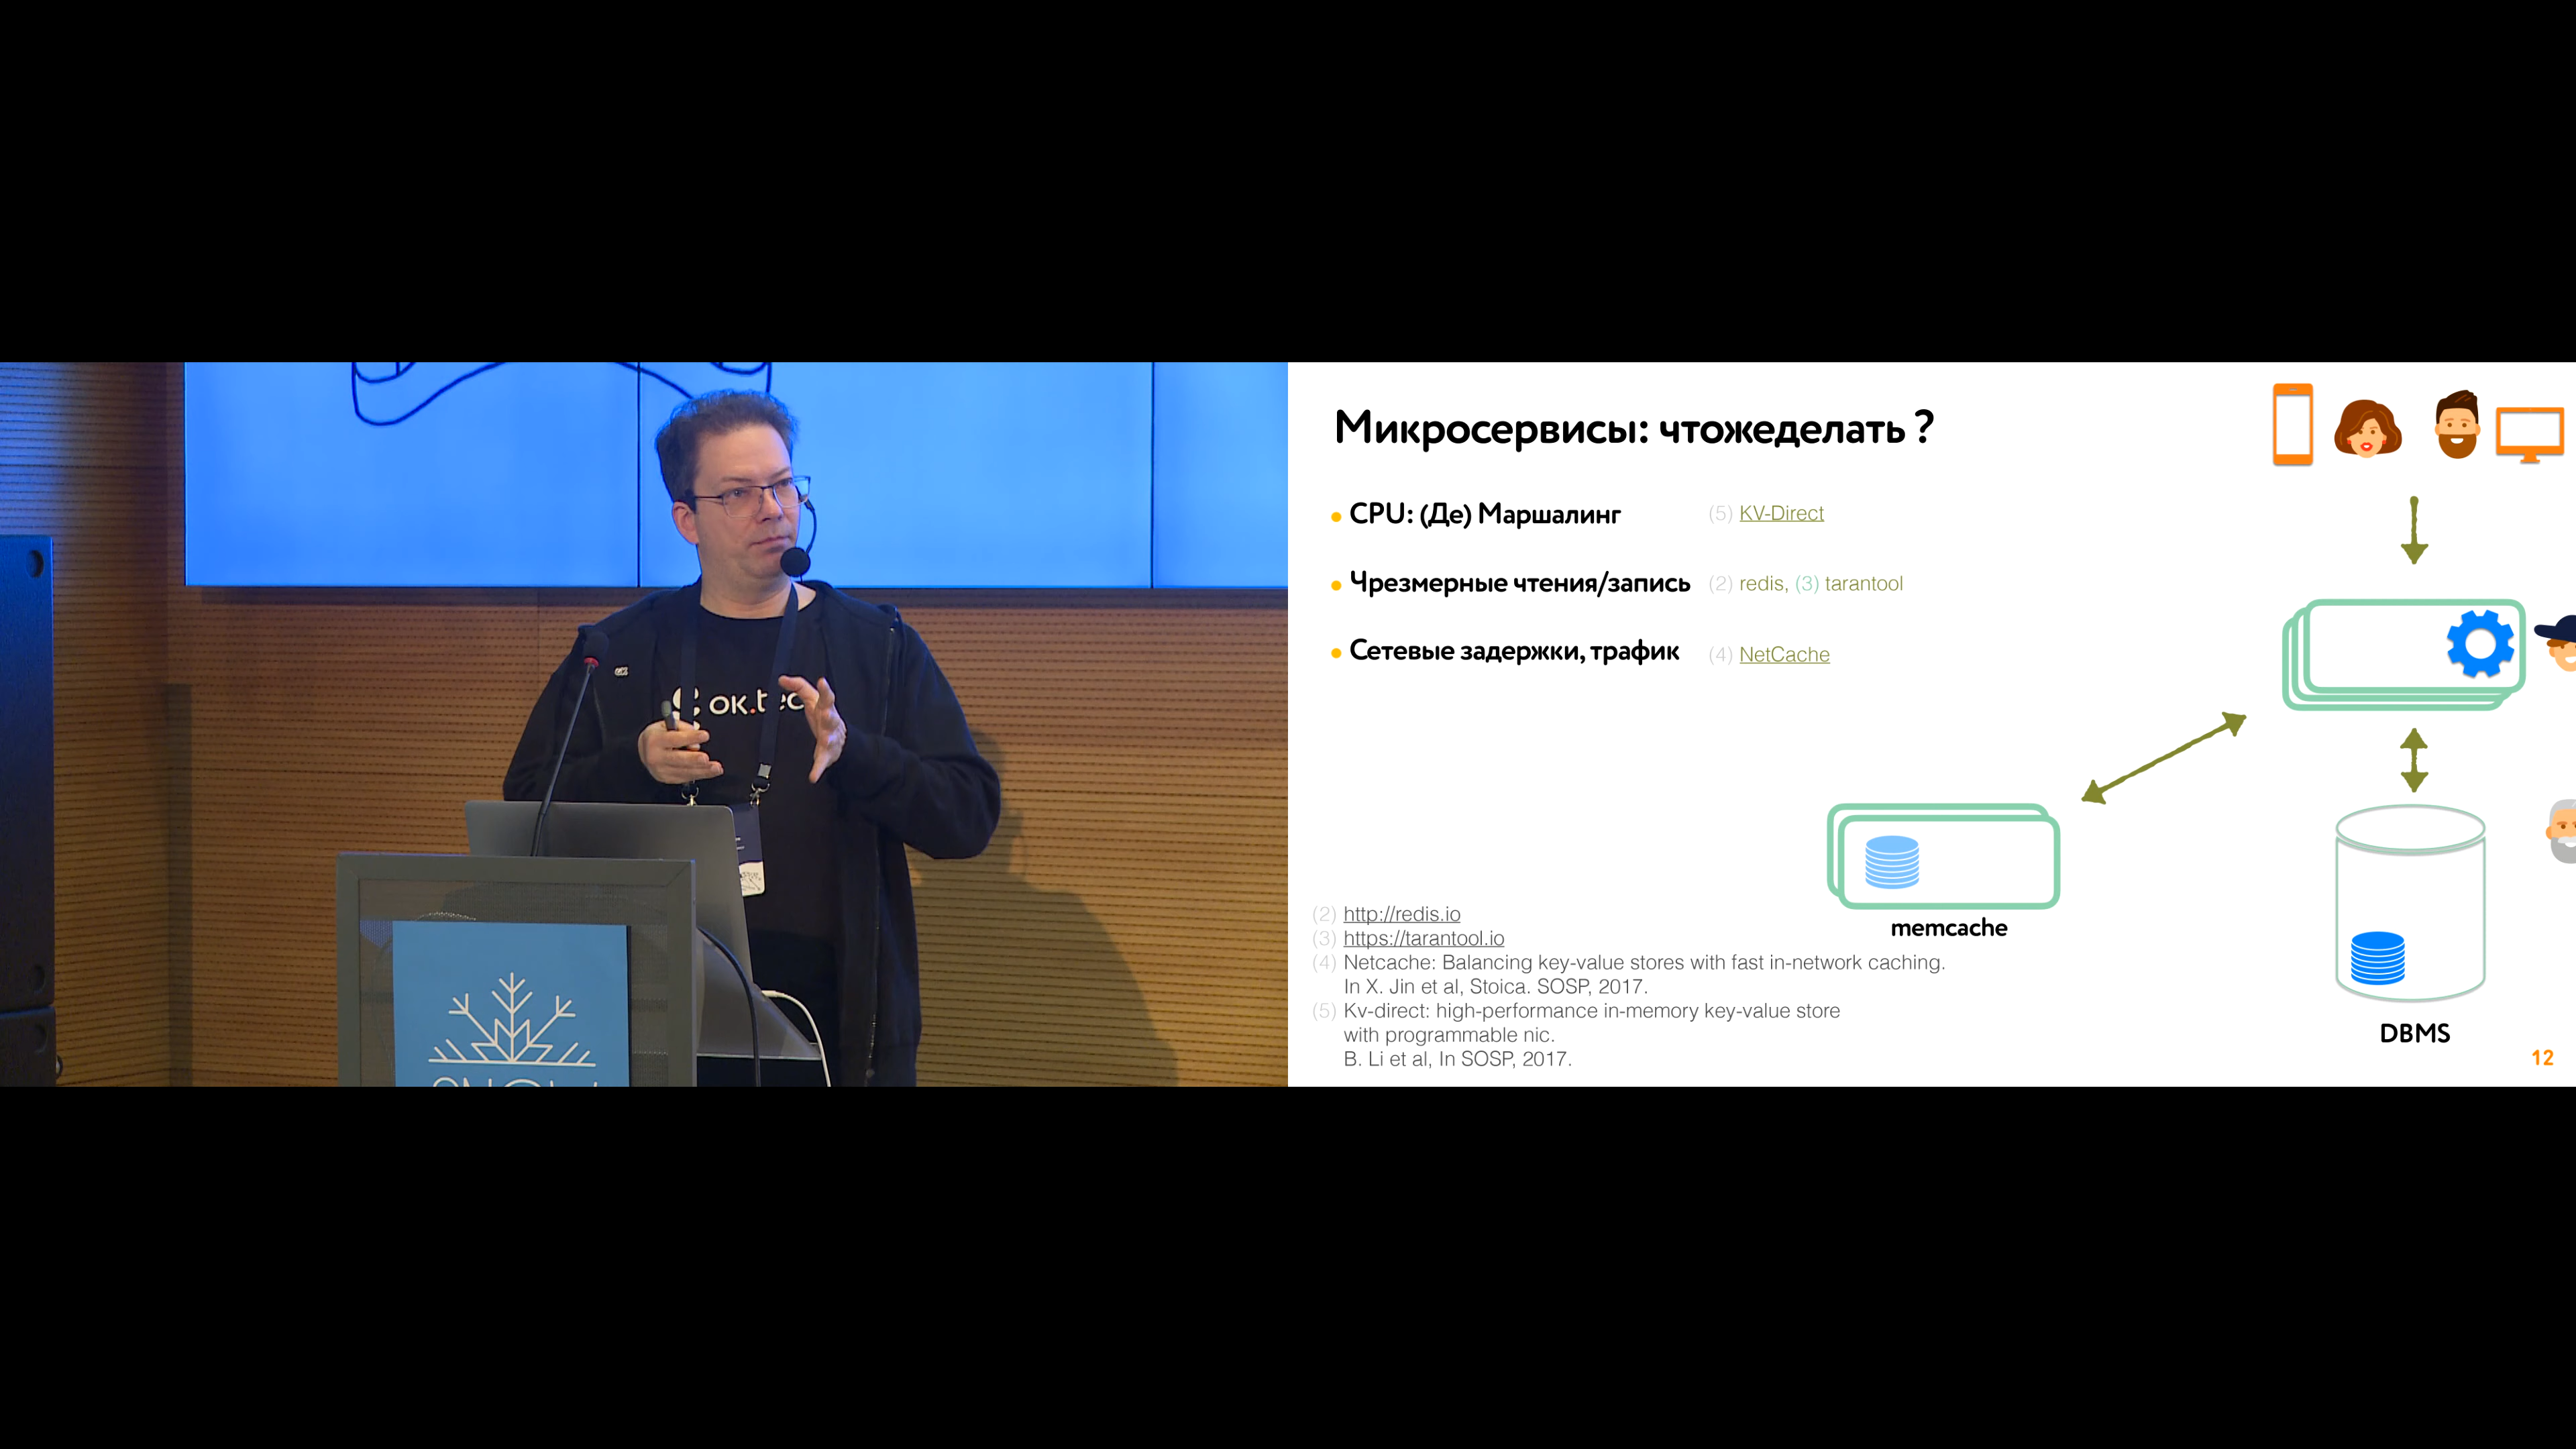 ok.tec
Микросервисы: чтожеделать ?
CPU: (Де) Маршалинг (5) KV-Direct
Чрезмерные чтения/запись (2) redis, (3) tarantool
Сетевые задержки, трафик (4) NetCache
memcache
DBMS
(2) http://redis.io
(3) https://tarantool.io
(4) Netcache: Balancing key-value stores with fast in-network caching.
In X. Jin et al, Stoica. SOSP, 2017.
(5) Kv-direct: high-performance in-memory key-value store
with programmable nic.
B. Li et al, In SOSP, 2017.
12